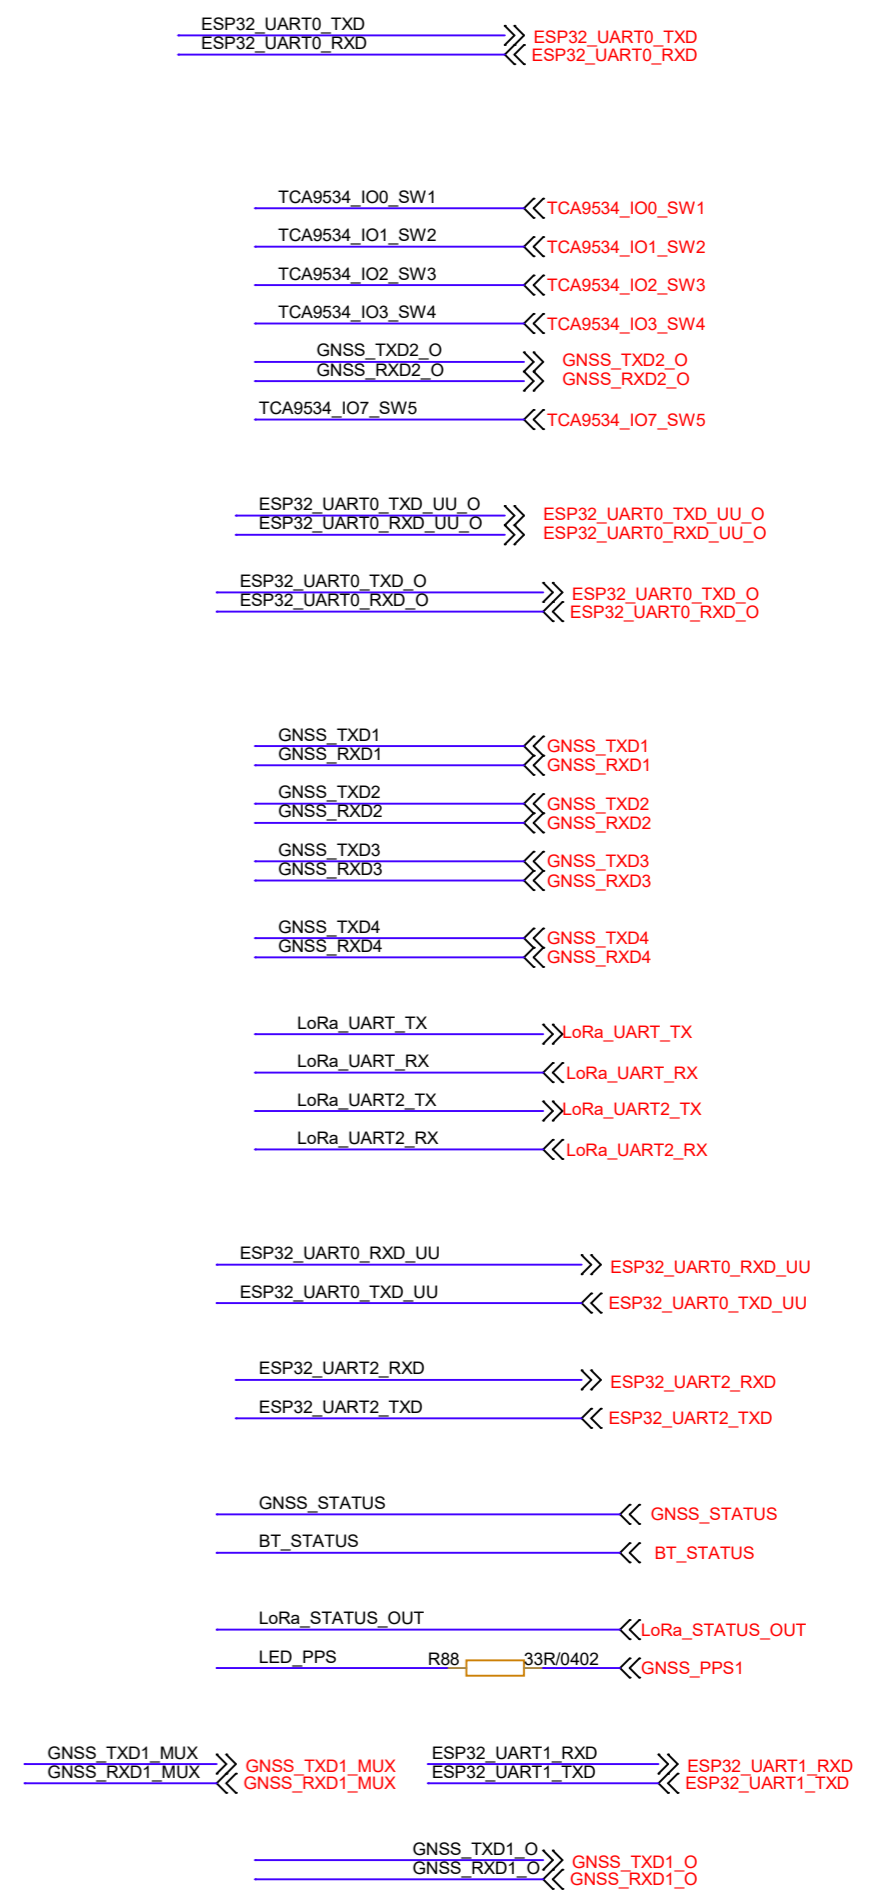 ESP32_UART0_TXD ESP32_UART0_TXD
ESP32_UART0_RXD ESP32_UART0_RXD
TCA9534_IO0_SW1 TCA9534_IO0_SW1
TCA9534_IO1_SW2 TCA9534_IO1_SW2
TCA9534_IO2_SW3 TCA9534_IO2_SW3
TCA9534_IO3_SW4 TCA9534_IO3_SW4
GNSS_TXD2_O GNSS_TXD2_O
GNSS_RXD2_O GNSS_RXD2_O
TCA9534_IO7_SW5 TCA9534_IO7_SW5
ESP32_UART0_TXD_UU_O ESP32_UART0_TXD_UU_O
ESP32_UART0_RXD_UU_O ESP32_UART0_RXD_UU_O
ESP32_UART0_TXD_O ESP32_UART0_TXD_O
ESP32_UART0_RXD_O ESP32_UART0_RXD_O
GNSS_TXD1 GNSS_TXD1
GNSS_RXD1 GNSS_RXD1
GNSS_TXD2 GNSS_TXD2
GNSS_RXD2 GNSS_RXD2
GNSS_TXD3 GNSS_TXD3
GNSS_RXD3 GNSS_RXD3
GNSS_TXD4 GNSS_TXD4
GNSS_RXD4 GNSS_RXD4
LoRa_UART_TX LoRa_UART_TX
LoRa_UART_RX LoRa_UART_RX
LoRa_UART2_TX LoRa_UART2_TX
LoRa_UART2_RX LoRa_UART2_RX
ESP32_UART0_RXD_UU ESP32_UART0_RXD_UU
ESP32_UART0_TXD_UU ESP32_UART0_TXD_UU
ESP32_UART2_RXD ESP32_UART2_RXD
ESP32_UART2_TXD ESP32_UART2_TXD
GNSS_STATUS GNSS_STATUS
BT_STATUS BT_STATUS
LoRa_STATUS_OUT LoRa_STATUS_OUT
LED_PPS R88 33R/0402 GNSS_PPS1
GNSS_TXD1_MUX GNSS_TXD1_MUX ESP32_UART1_RXD ESP32_UART1_RXD
GNSS_RXD1_MUX GNSS_RXD1_MUX ESP32_UART1_TXD ESP32_UART1_TXD
GNSS_TXD1_O GNSS_TXD1_O
GNSS_RXD1_O GNSS_RXD1_O